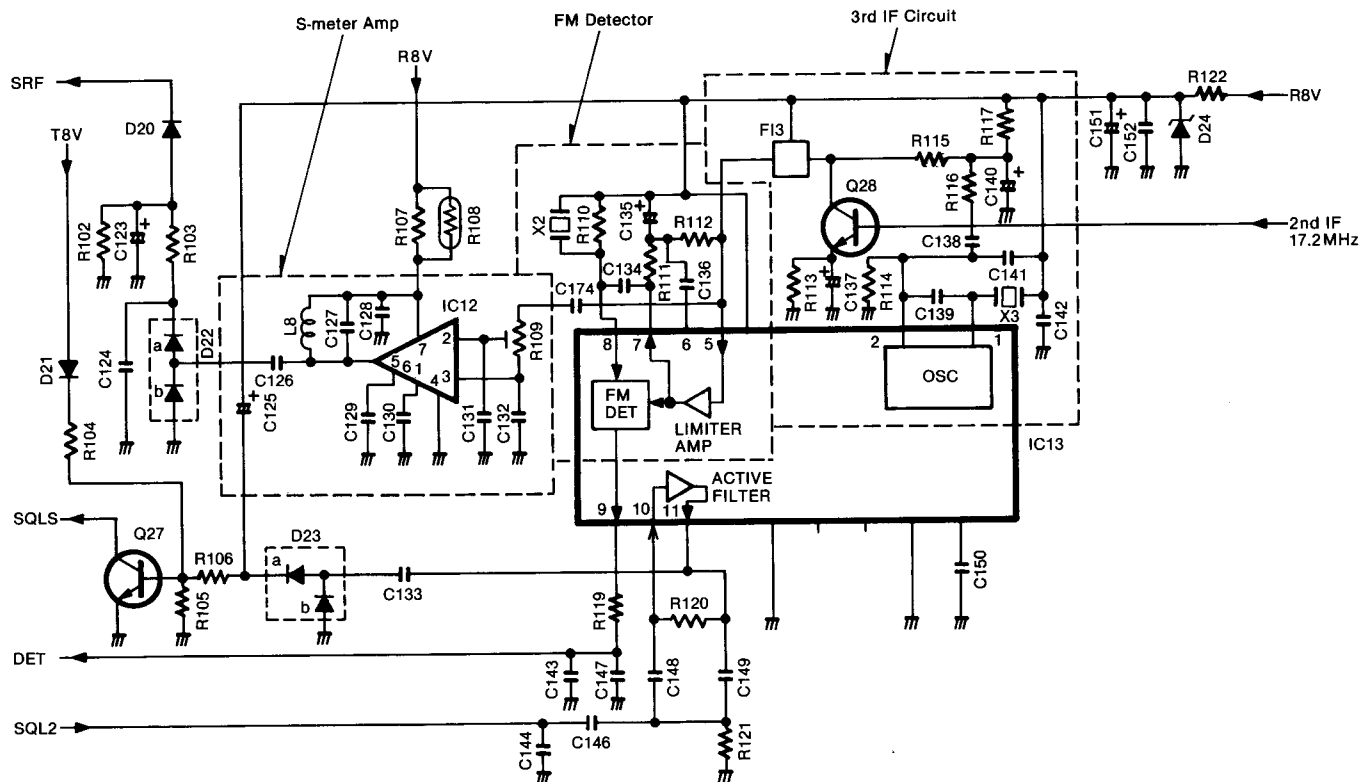 S-meter Amp
FM Detector
3rd IF Circuit
SRF
R8V
R122
R8V
D20
T8V
R117
C151
C152
D24
FI3
R115
R116
C140
Q28
2nd IF
17.2MHz
R102
C123
R103
R107
R108
X2
R110
C135
R112
C134
R111
C136
C138
R113
C137
R114
C141
C139
X3
C142
C174
IC12
L8
C127
C128
R109
2
7
5
6
1
4
3
D22
a
b
C124
C126
D21
C125
C129
C130
C131
C132
8
7
6
5
2
1
OSC
FM
DET
LIMITER
AMP
IC13
R104
ACTIVE
FILTER
9
10
11
SQLS
Q27
R106
D23
a
b
C133
R105
C150
R119
R120
DET
C143
C147
C148
C149
SQL2
C144
C146
R121